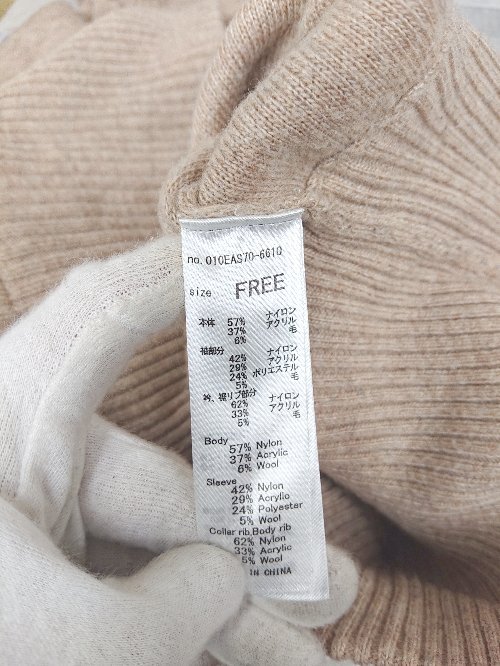 no. 010EAS70-6610
size FREE
本体 57% ナイロン
37% アクリル
6% 毛
袖部分
42% ナイロン
29% アクリル
24% ポリエステル
5% 毛
衿、裾リブ部分
62% ナイロン
33% アクリル
5% 毛
Body
57% Nylon
37% Acrylic
6% Wool
Sleeve
42% Nylon
29% Acrylic
24% Polyester
5% Wool
Collar rib,Body rib
62% Nylon
33% Acrylic
5% Wool
IN CHINA